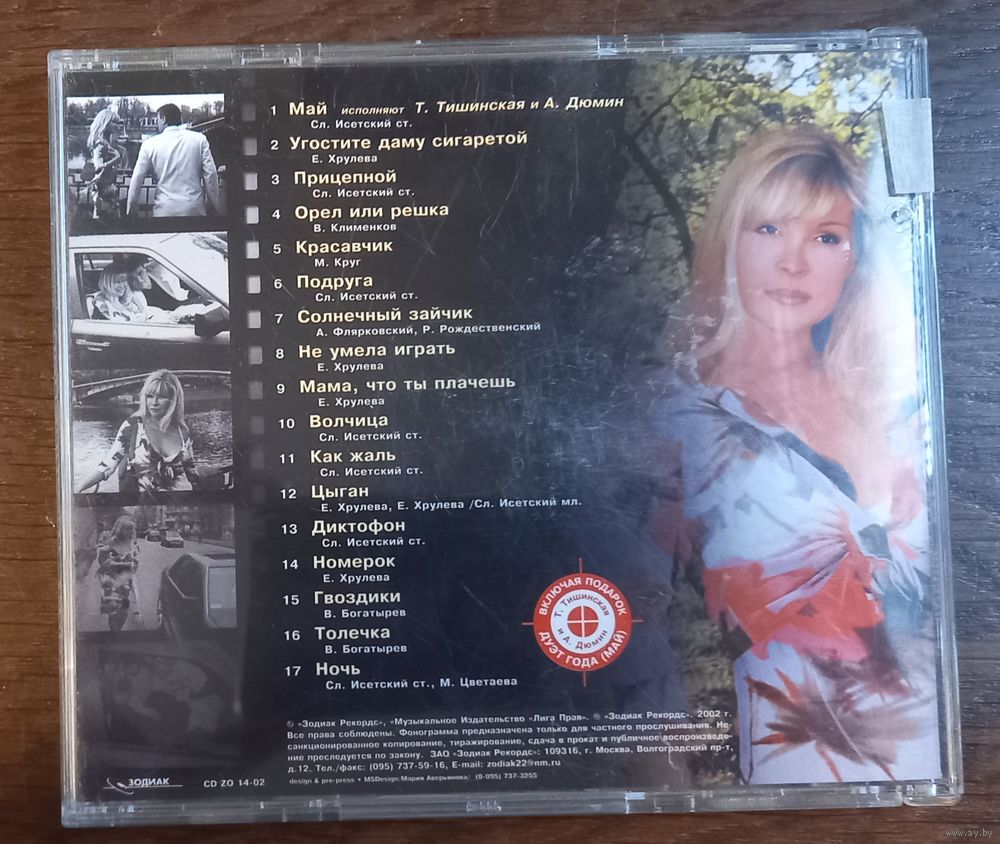 1 Май исполняют Т. Тишинская и А. Дюмин
Сл. Исетский ст.
2 Угостите даму сигаретой
Е. Хрулева
3 Прицепной
Сл. Исетский ст.
4 Орел или решка
В. Клименков
5 Красавчик
М. Круг
6 Подруга
Сл. Исетский ст.
7 Солнечный зайчик
А. Флярковский, Р. Рождественский
8 Не умела играть
Е. Хрулева
9 Мама, что ты плачешь
Е. Хрулева
10 Волчица
Сл. Исетский ст.
11 Как жаль
Сл. Исетский ст.
12 Цыган
Е. Хрулева, Е. Хрулева /Сл. Исетский мл.
13 Диктофон
Сл. Исетский ст.
14 Номерок
Е. Хрулева
15 Гвоздики
В. Богатырев
16 Толечка
В. Богатырев
17 Ночь
Сл. Исетский ст., М. Цветаева
ВКЛЮЧАЯ ПОДАРОК
Т. Тишинская
и А. Дюмин
ДУЭТ ГОДА (МАЙ)
© «Зодиак Рекордс», «Музыкальное Издательство «Лига Прав». ℗ «Зодиак Рекордс». 2002 г.
Все права соблюдены. Фонограмма предназначена только для частного прослушивания. Не-
санкционированное копирование, тиражирование, сдача в прокат и публичное воспроизведе-
ние преследуется по закону. ЗАО «Зодиак Рекордс»: 109316, г. Москва, Волгоградский пр-т,
д.12. Тел./факс: (095) 737-59-16, E-mail: zodiak22@nm.ru
design & pre-press • MSDesign/Мария Аверьянова/ (8-095) 737-3255
ЗОДИАК
CD ZO 14-02
www.ay.by